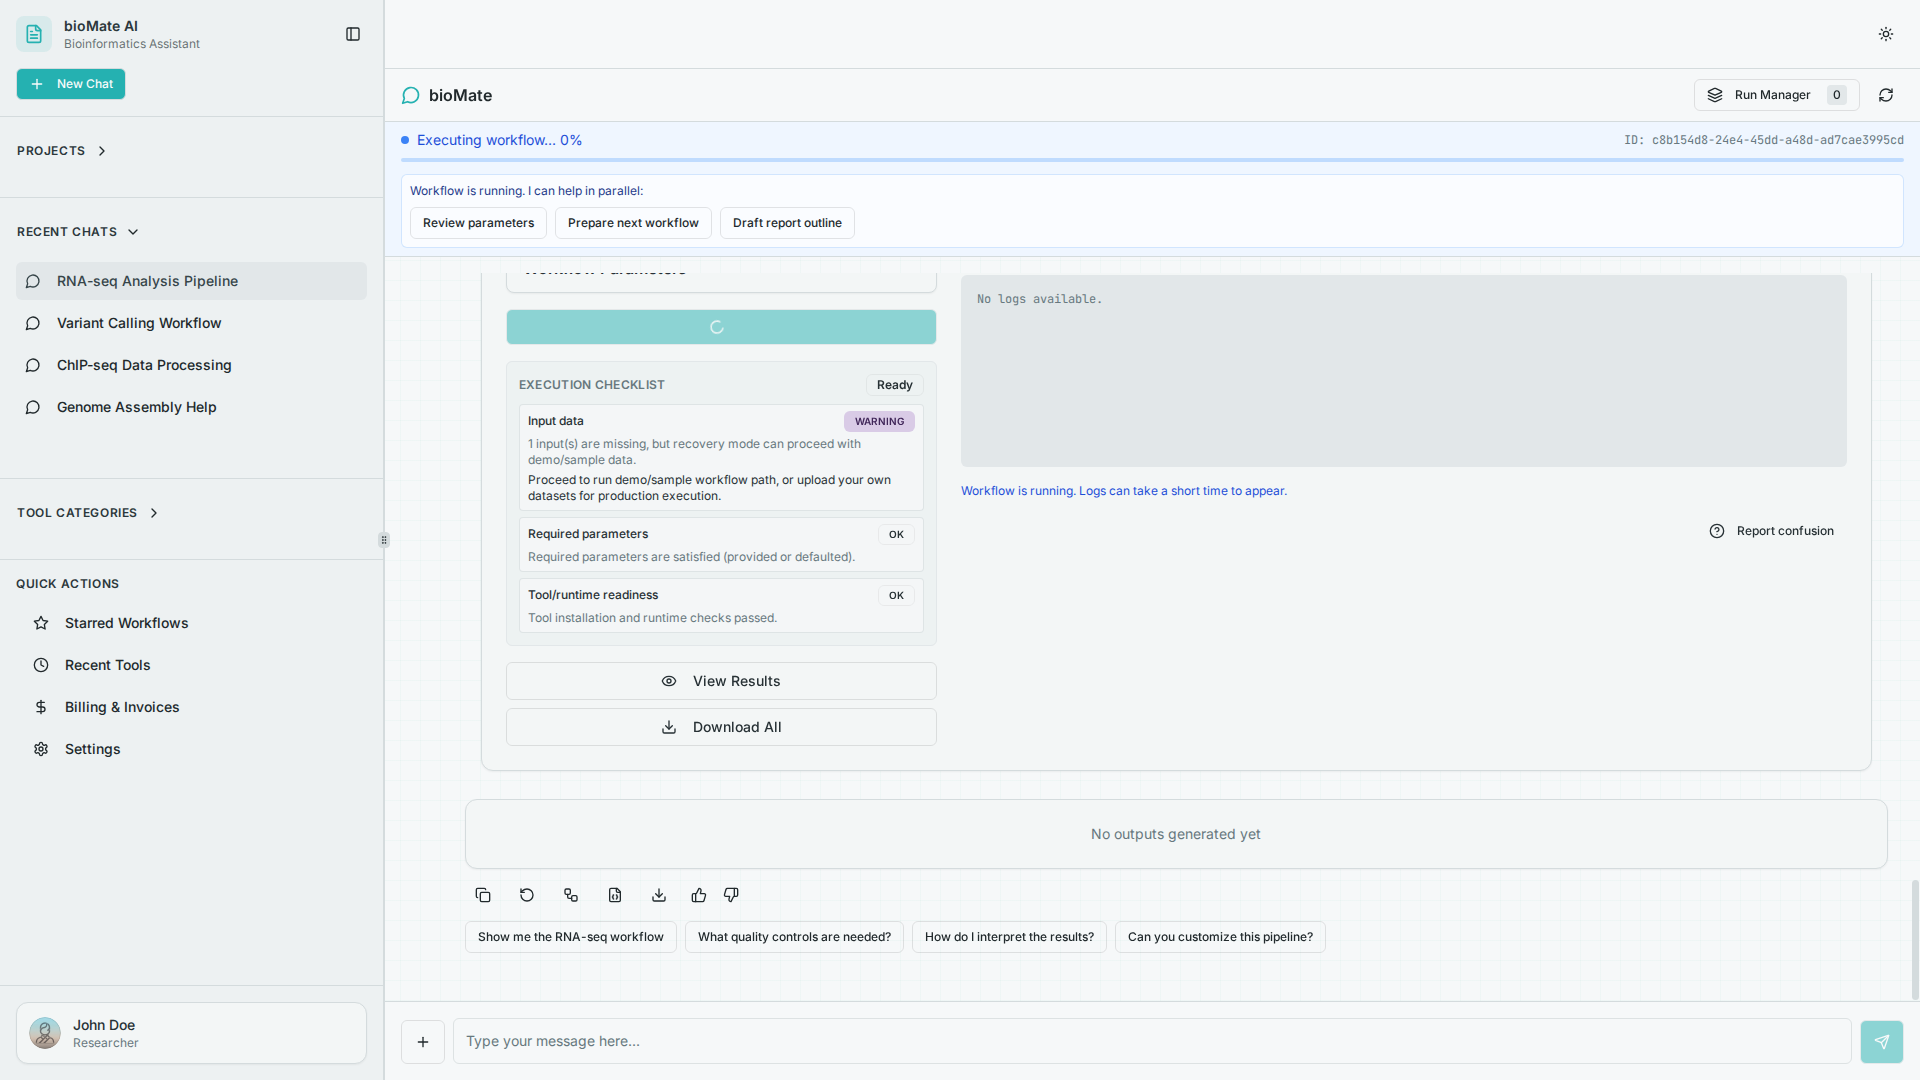 bioMate AI
Bioinformatics Assistant
New Chat
PROJECTS
RECENT CHATS
RNA-seq Analysis Pipeline
Variant Calling Workflow
ChIP-seq Data Processing
Genome Assembly Help
TOOL CATEGORIES
QUICK ACTIONS
Starred Workflows
Recent Tools
Billing & Invoices
Settings
John Doe
Researcher
bioMate
Run Manager 0
Executing workflow... 0%
ID: c8b154d8-24e4-45dd-a48d-ad7cae3995cd
Workflow is running. I can help in parallel:
Review parameters
Prepare next workflow
Draft report outline
Workflow Parameters
EXECUTION CHECKLIST
Ready
Input data
WARNING
1 input(s) are missing, but recovery mode can proceed with
demo/sample data.
Proceed to run demo/sample workflow path, or upload your own
datasets for production execution.
Required parameters
OK
Required parameters are satisfied (provided or defaulted).
Tool/runtime readiness
OK
Tool installation and runtime checks passed.
View Results
Download All
No logs available.
Workflow is running. Logs can take a short time to appear.
Report confusion
No outputs generated yet
Show me the RNA-seq workflow
What quality controls are needed?
How do I interpret the results?
Can you customize this pipeline?
Type your message here...